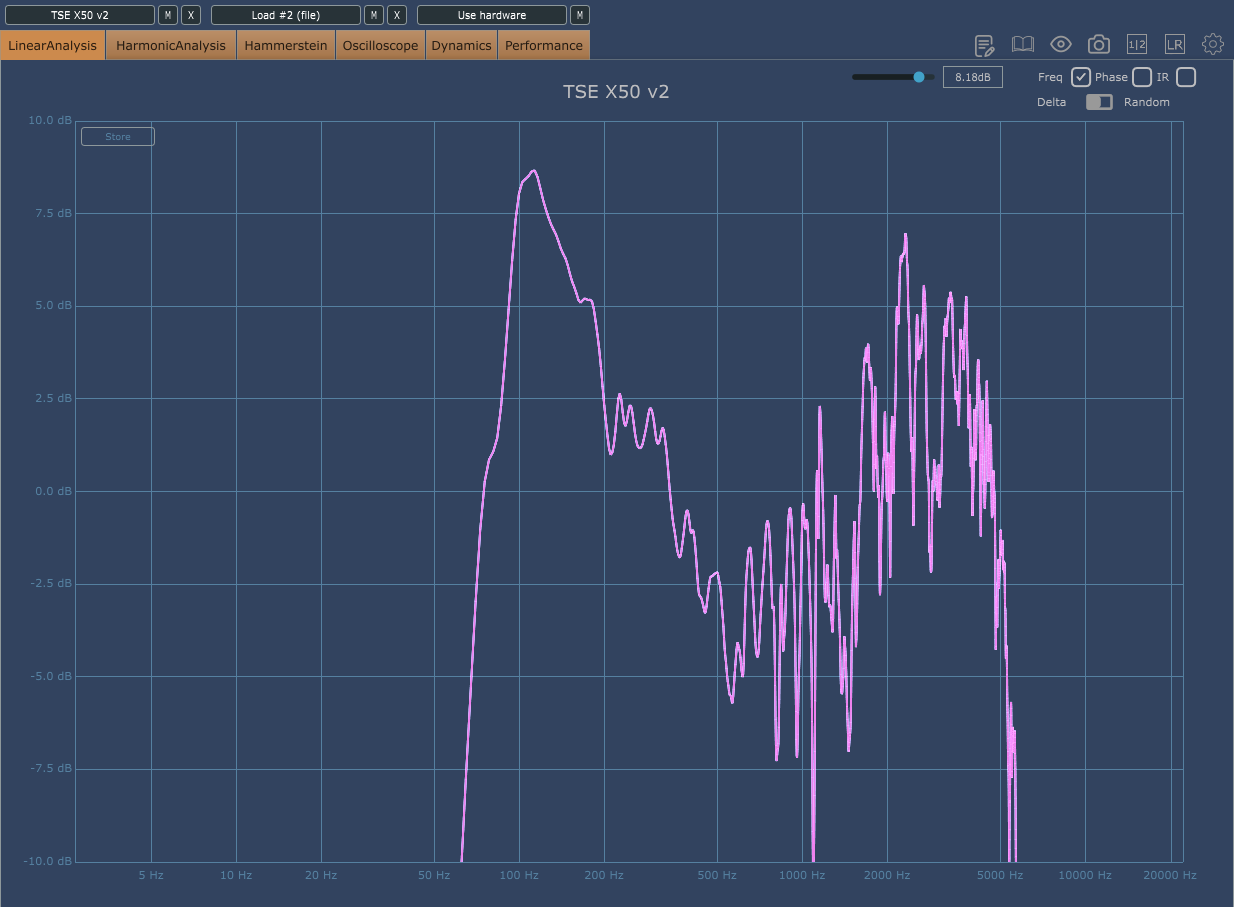 TSE X50 v2 M X Load #2 (file) M X Use hardware M
LinearAnalysis HarmonicAnalysis Hammerstein Oscilloscope Dynamics Performance 1|2 LR
8.18dB Freq Phase IR
TSE X50 v2
Delta Random
10.0 dB
Store
7.5 dB
5.0 dB
2.5 dB
0.0 dB
-2.5 dB
-5.0 dB
-7.5 dB
-10.0 dB
5 Hz 10 Hz 20 Hz 50 Hz 100 Hz 200 Hz 500 Hz 1000 Hz 2000 Hz 5000 Hz 10000 Hz 20000 Hz